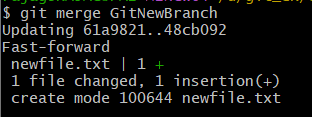 $ git merge GitNewBranch
Updating 61a9821..48cb092
Fast-forward
 newfile.txt | 1 +
 1 file changed, 1 insertion(+)
 create mode 100644 newfile.txt